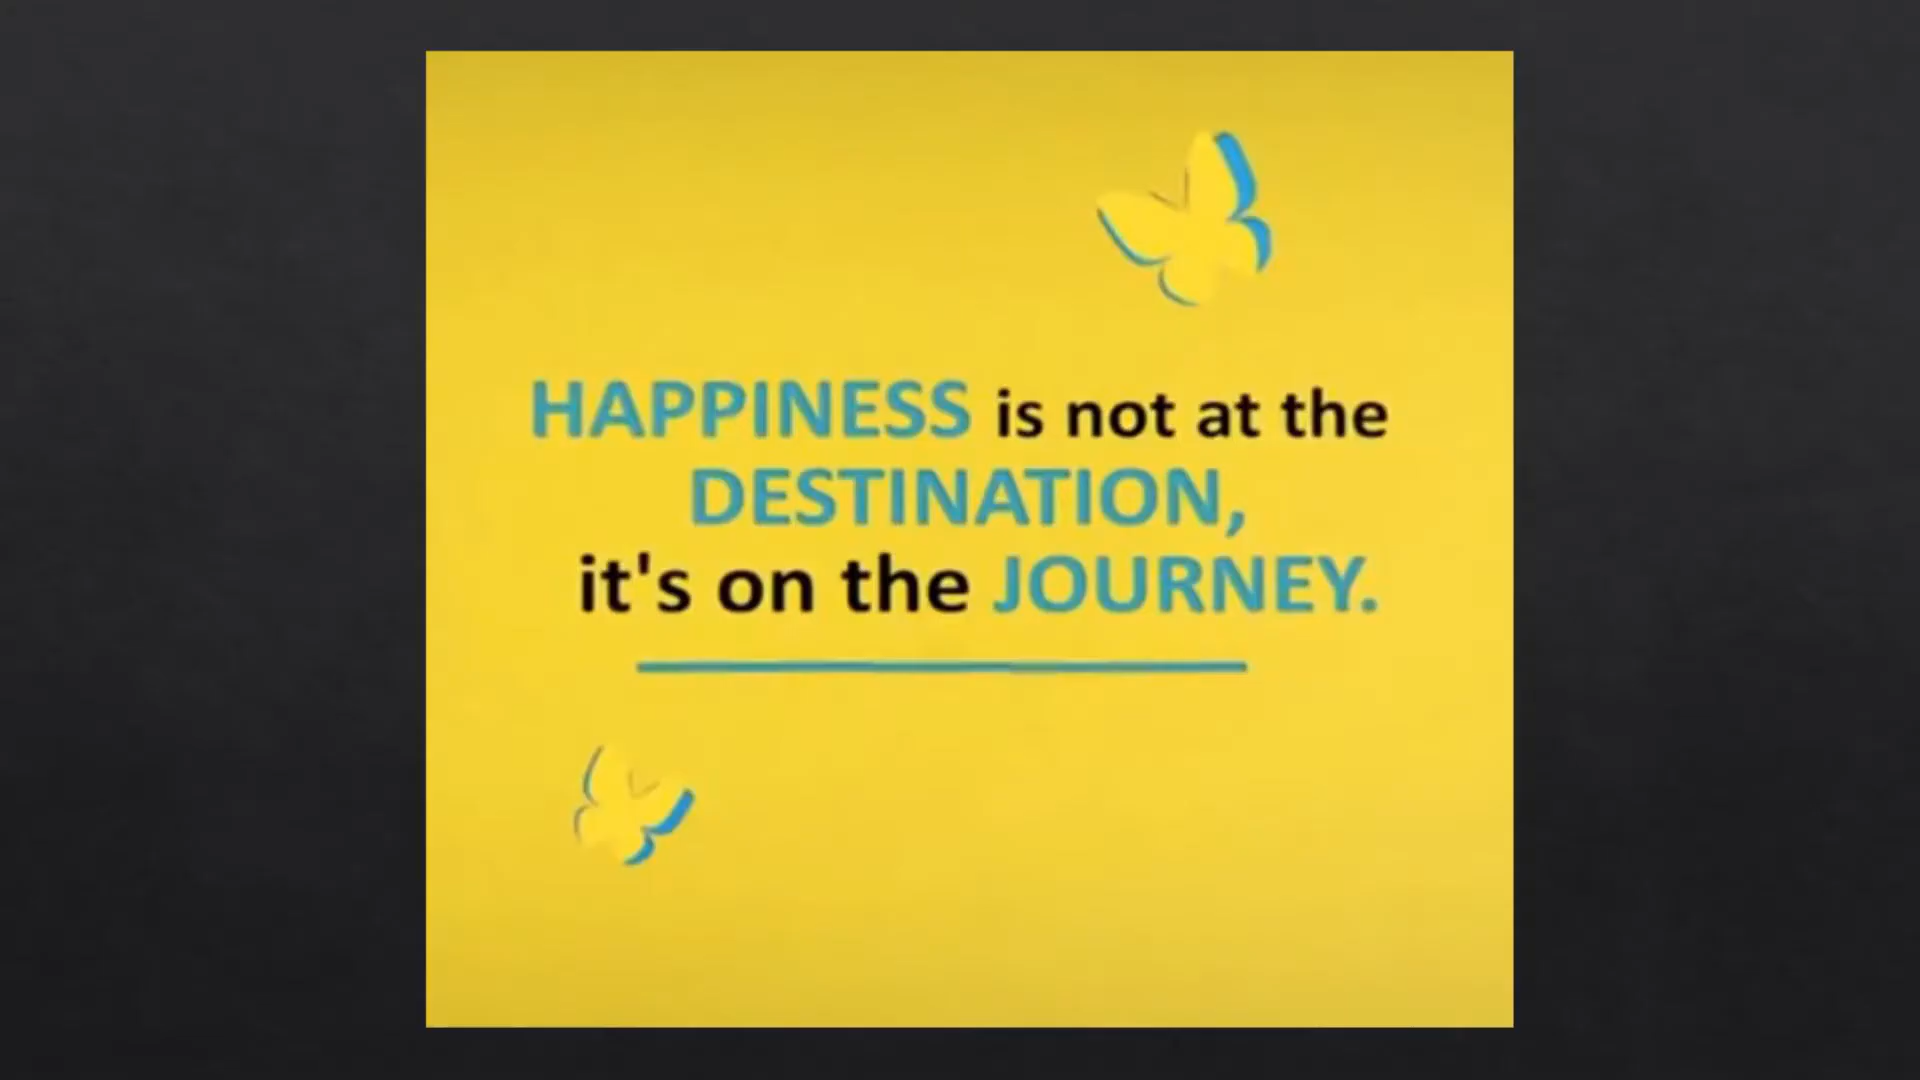 HAPPINESS is not at the
DESTINATION,
it's on the JOURNEY.